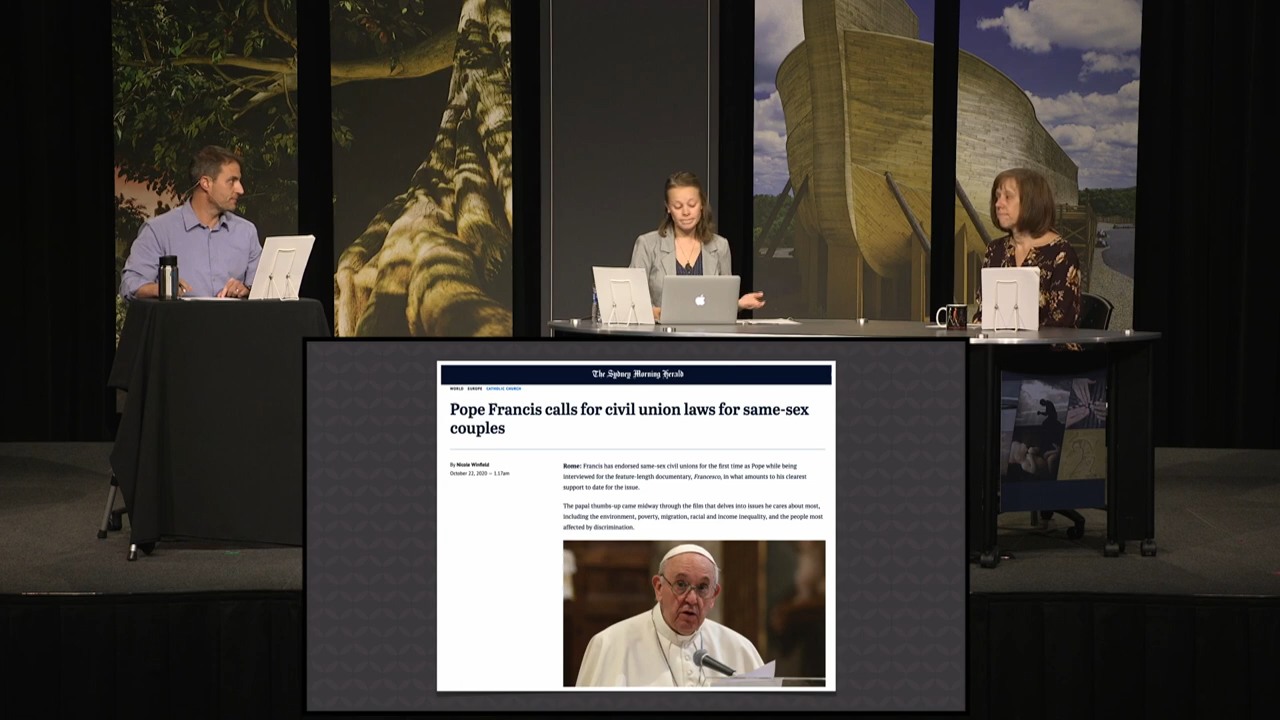 The Sydney Morning Herald
WORLD EUROPE CATHOLIC CHURCH
Pope Francis calls for civil union laws for same-sex
couples
By Nicole Winfield
October 22, 2020 — 1.17am
Rome: Francis has endorsed same-sex civil unions for the first time as Pope while being
interviewed for the feature-length documentary, Francesco, in what amounts to his clearest
support to date for the issue.
The papal thumbs-up came midway through the film that delves into issues he cares about most,
including the environment, poverty, migration, racial and income inequality, and the people most
affected by discrimination.